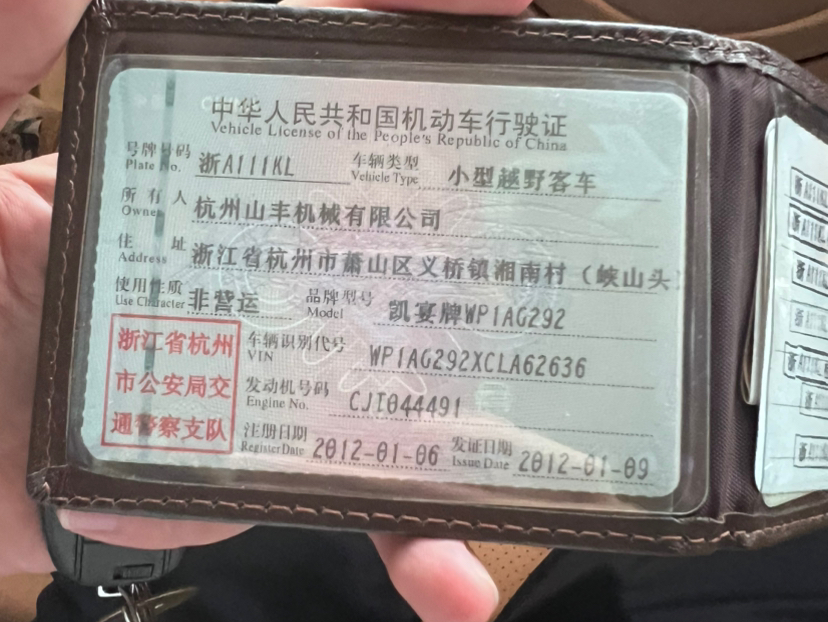 中华人民共和国机动车行驶证
Vehicle License of the People's Republic of China
号牌号码 浙A111KL 车辆类型 小型越野客车
Plate No. Vehicle Type
所有人 杭州山丰机械有限公司
Owner
住址 浙江省杭州市萧山区义桥镇湘南村（峡山头）
Address
使用性质 非营运 品牌型号 凯宴牌WP1AG292
Use Character Model
浙江省杭州
市公安局交
通警察支队
车辆识别代号 WP1AG292XCLA62636
VIN
发动机号码 CJT044491
Engine No.
注册日期 2012-01-06 发证日期 2012-01-09
Register Date Issue Date